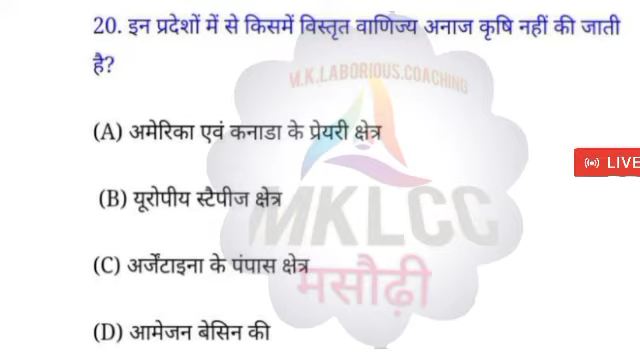 20. इन प्रदेशों में से किसमें विस्तृत वाणिज्य अनाज कृषि नहीं की जाती
है?
M.K.LABORIOUS.COACHING
(A) अमेरिका एवं कनाडा के प्रेयरी क्षेत्र
LIVE
(B) यूरोपीय स्टैपीज क्षेत्र
MKLCC
(C) अर्जेंटाइना के पंपास क्षेत्र
मसौढ़ी
(D) आमेजन बेसिन की